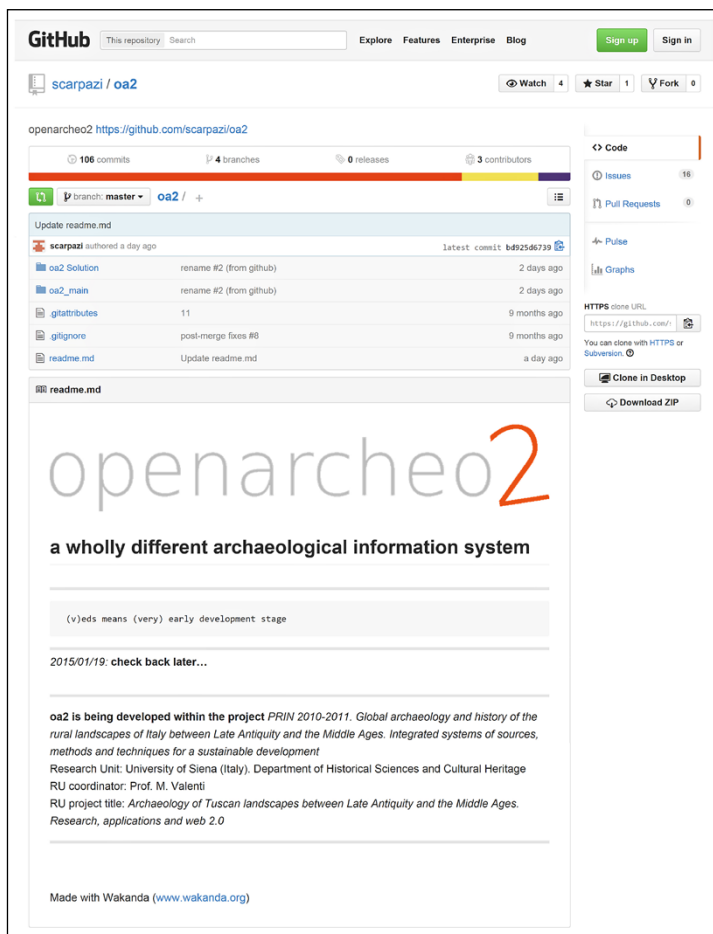 GitHub This repository Search Explore Features Enterprise Blog Sign up Sign in
scarpazi / oa2 Watch 4 Star 1 Fork 0
openarcheo2 https://github.com/scarpazi/oa2
106 commits 4 branches 0 releases 3 contributors
branch: master oa2 / +
Update readme.md
scarpazi authored a day ago latest commit bd925d6739
oa2 Solution rename #2 (from github) 2 days ago
oa2_main rename #2 (from github) 2 days ago
.gitattributes 11 9 months ago
.gitignore post-merge fixes #8 9 months ago
readme.md Update readme.md a day ago
<> Code
Issues 16
Pull Requests 0
Pulse
Graphs
HTTPS clone URL
https://github.com/
You can clone with HTTPS or
Subversion.
Clone in Desktop
Download ZIP
readme.md
openarcheo2
a wholly different archaeological information system
(v)eds means (very) early development stage
2015/01/19: check back later...
oa2 is being developed within the project PRIN 2010-2011. Global archaeology and history of the
rural landscapes of Italy between Late Antiquity and the Middle Ages. Integrated systems of sources,
methods and techniques for a sustainable development
Research Unit: University of Siena (Italy). Department of Historical Sciences and Cultural Heritage
RU coordinator: Prof. M. Valenti
RU project title: Archaeology of Tuscan landscapes between Late Antiquity and the Middle Ages.
Research, applications and web 2.0
Made with Wakanda (www.wakanda.org)